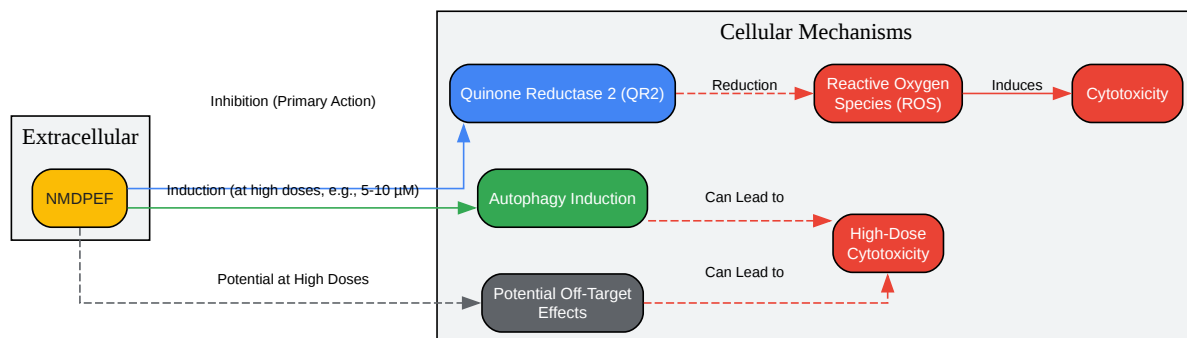 Cellular Mechanisms
Inhibition (Primary Action)
Quinone Reductase 2 (QR2)
Reduction
Reactive Oxygen
Species (ROS)
Induces
Cytotoxicity
Extracellular
NMDPEF
Induction (at high doses, e.g., 5-10 µM)
Autophagy Induction
Can Lead to
High-Dose
Cytotoxicity
Potential at High Doses
Potential Off-Target
Effects
Can Lead to